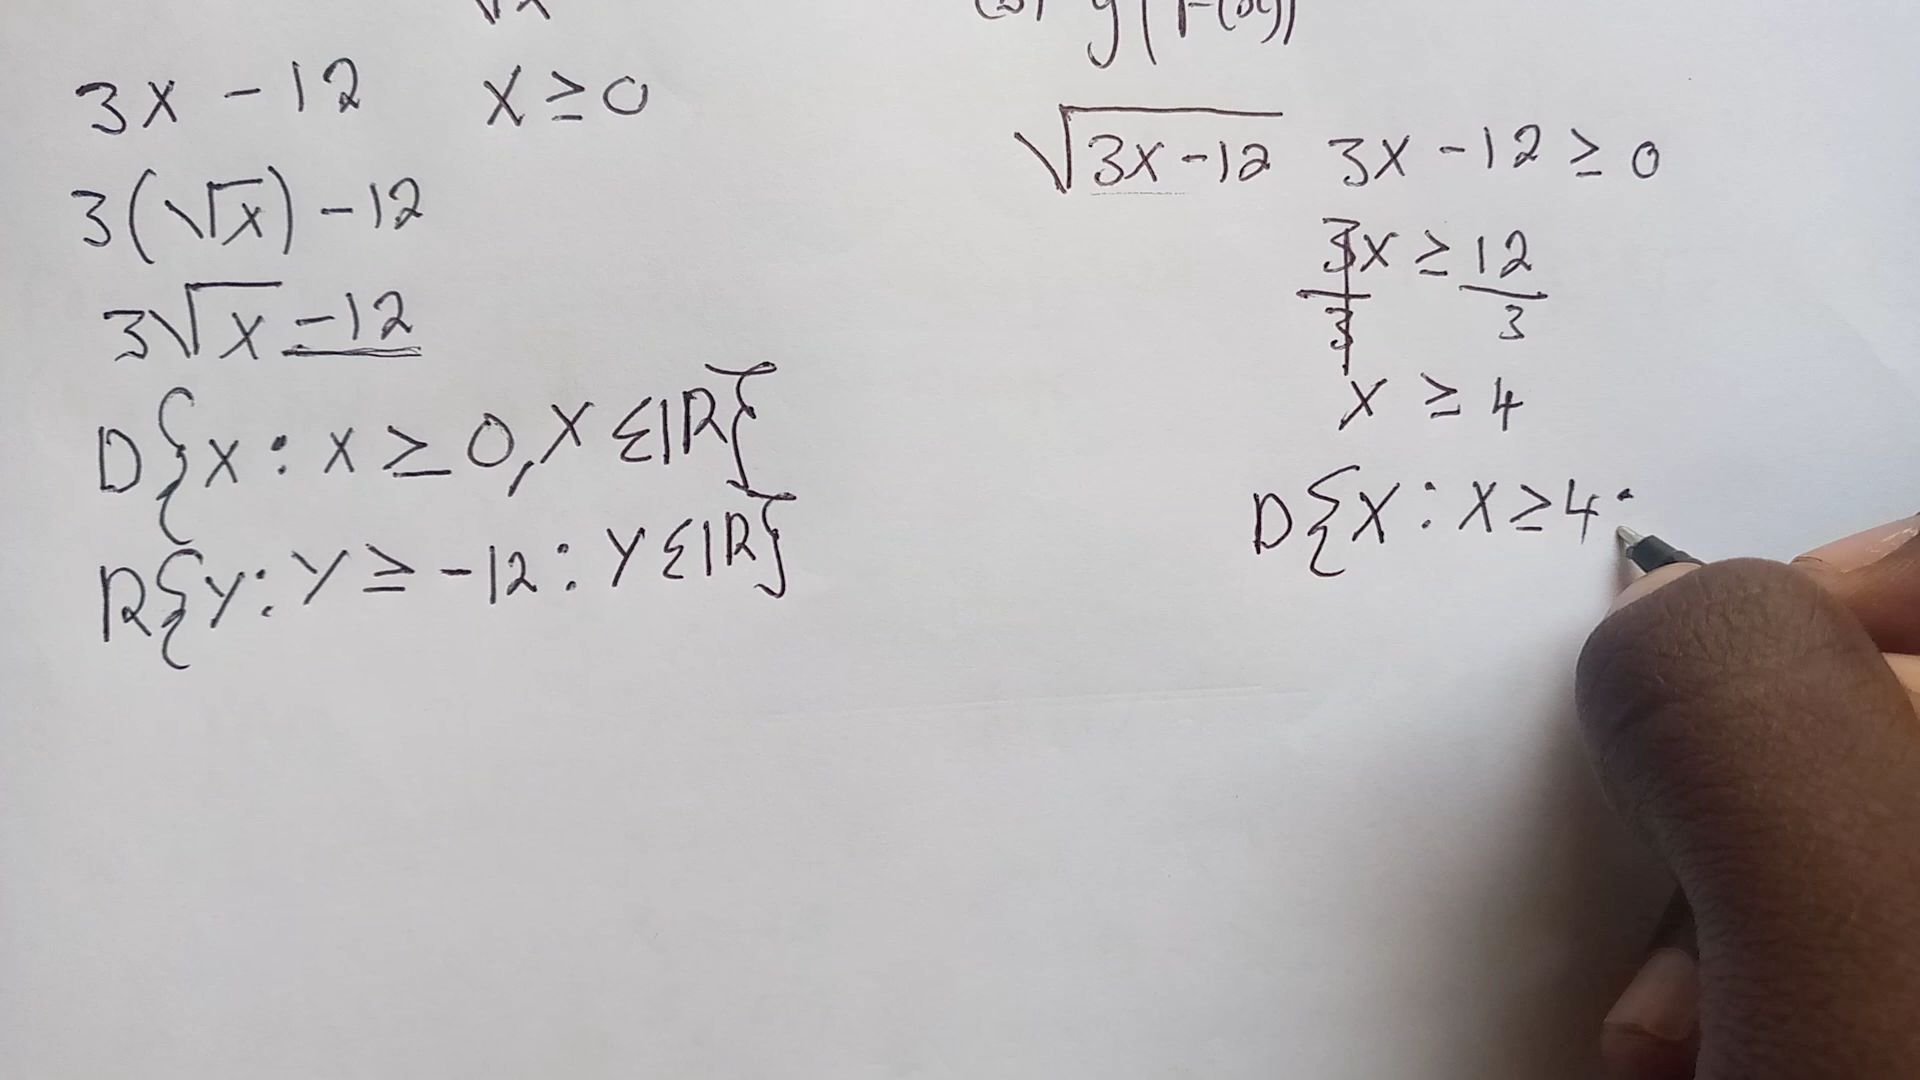 √x
3x - 12 x ≥ 0
3(√x) - 12
3√x - 12
D{x : x ≥ 0, x ∈ ℝ}
R{y : y ≥ -12 : y ∈ ℝ}
(b) g(f(x))
√3x - 12 3x - 12 ≥ 0
3x ≥ 12
3 3
x ≥ 4
D{x : x ≥ 4 :